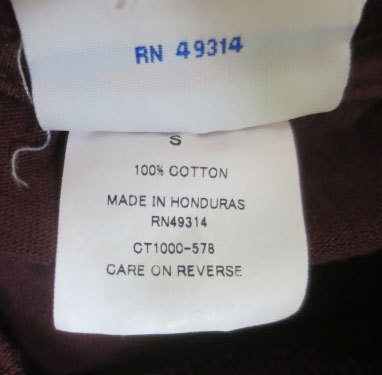 RN 49314
S
100% COTTON
MADE IN HONDURAS
RN49314
CT1000-578
CARE ON REVERSE